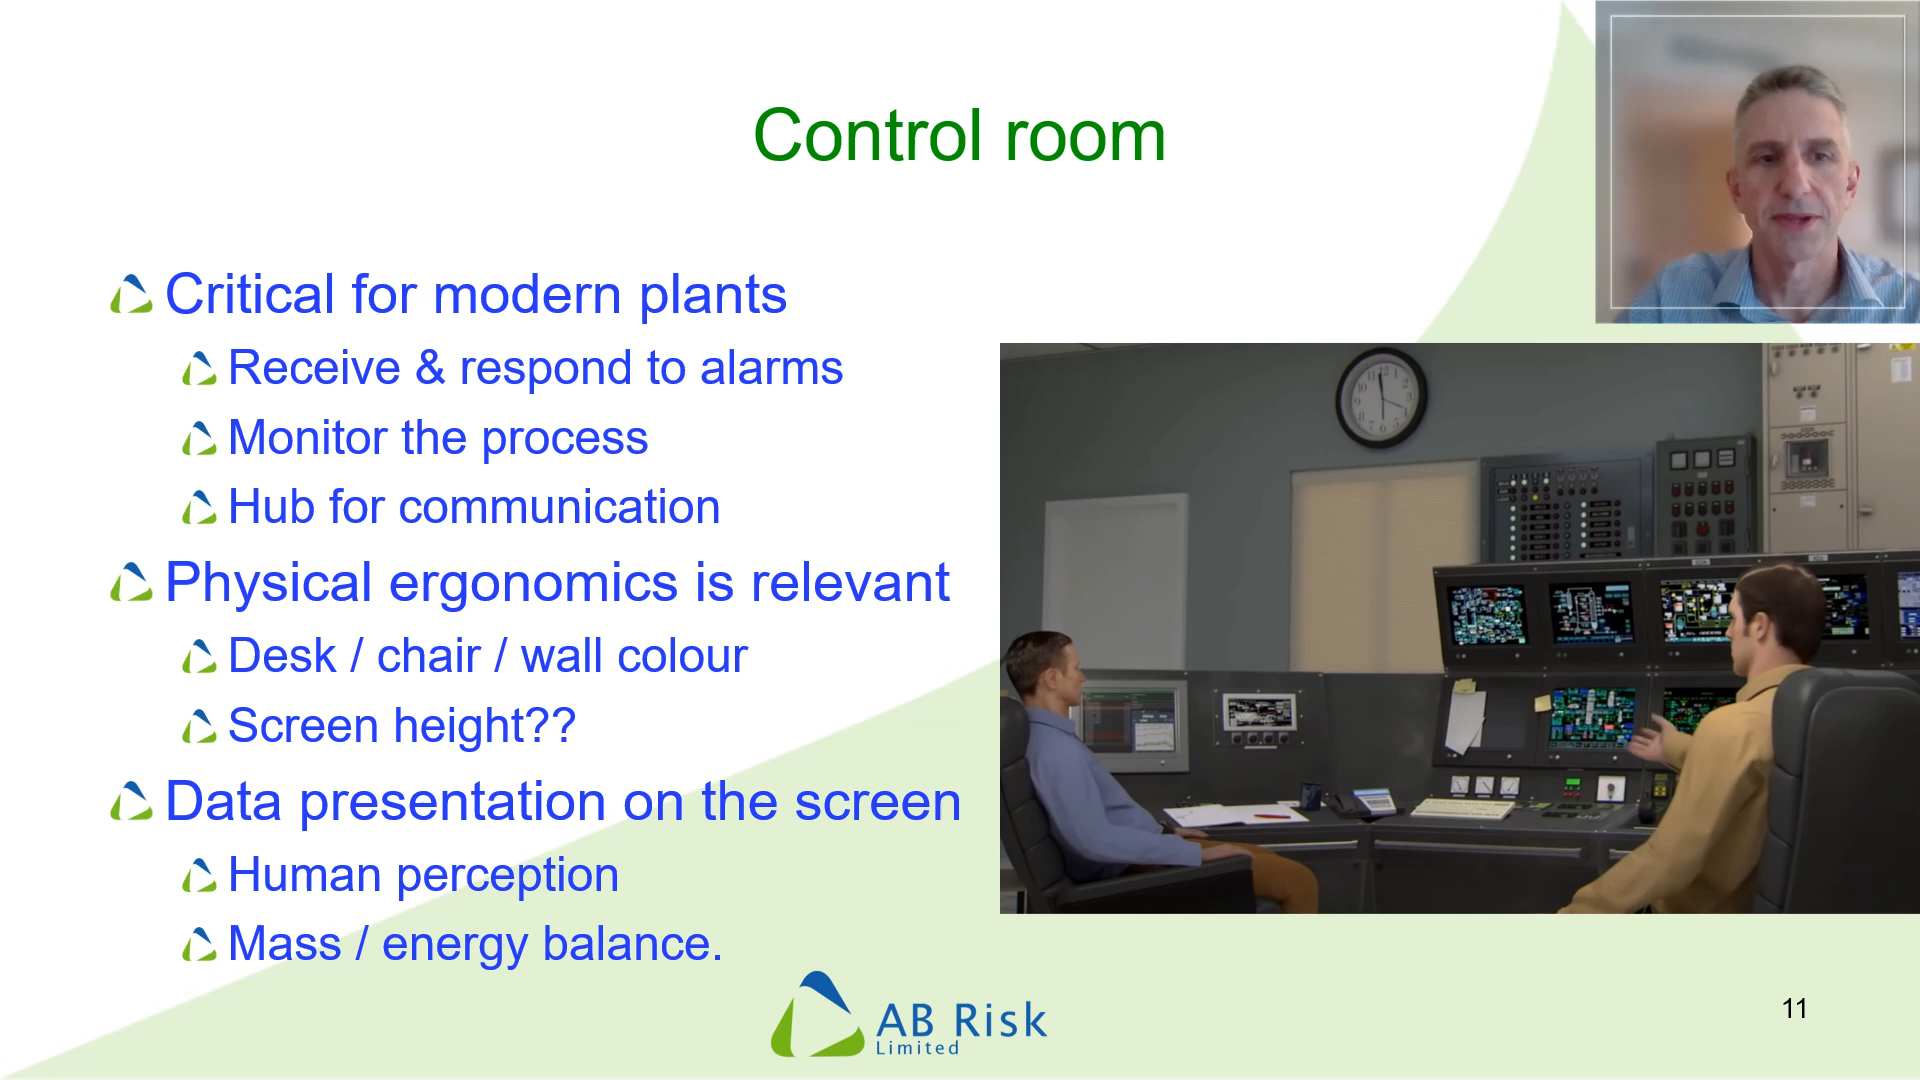 Control room
Critical for modern plants
Receive & respond to alarms
Monitor the process
Hub for communication
Physical ergonomics is relevant
Desk / chair / wall colour
Screen height??
Data presentation on the screen
Human perception
Mass / energy balance.
AB Risk
Limited
11